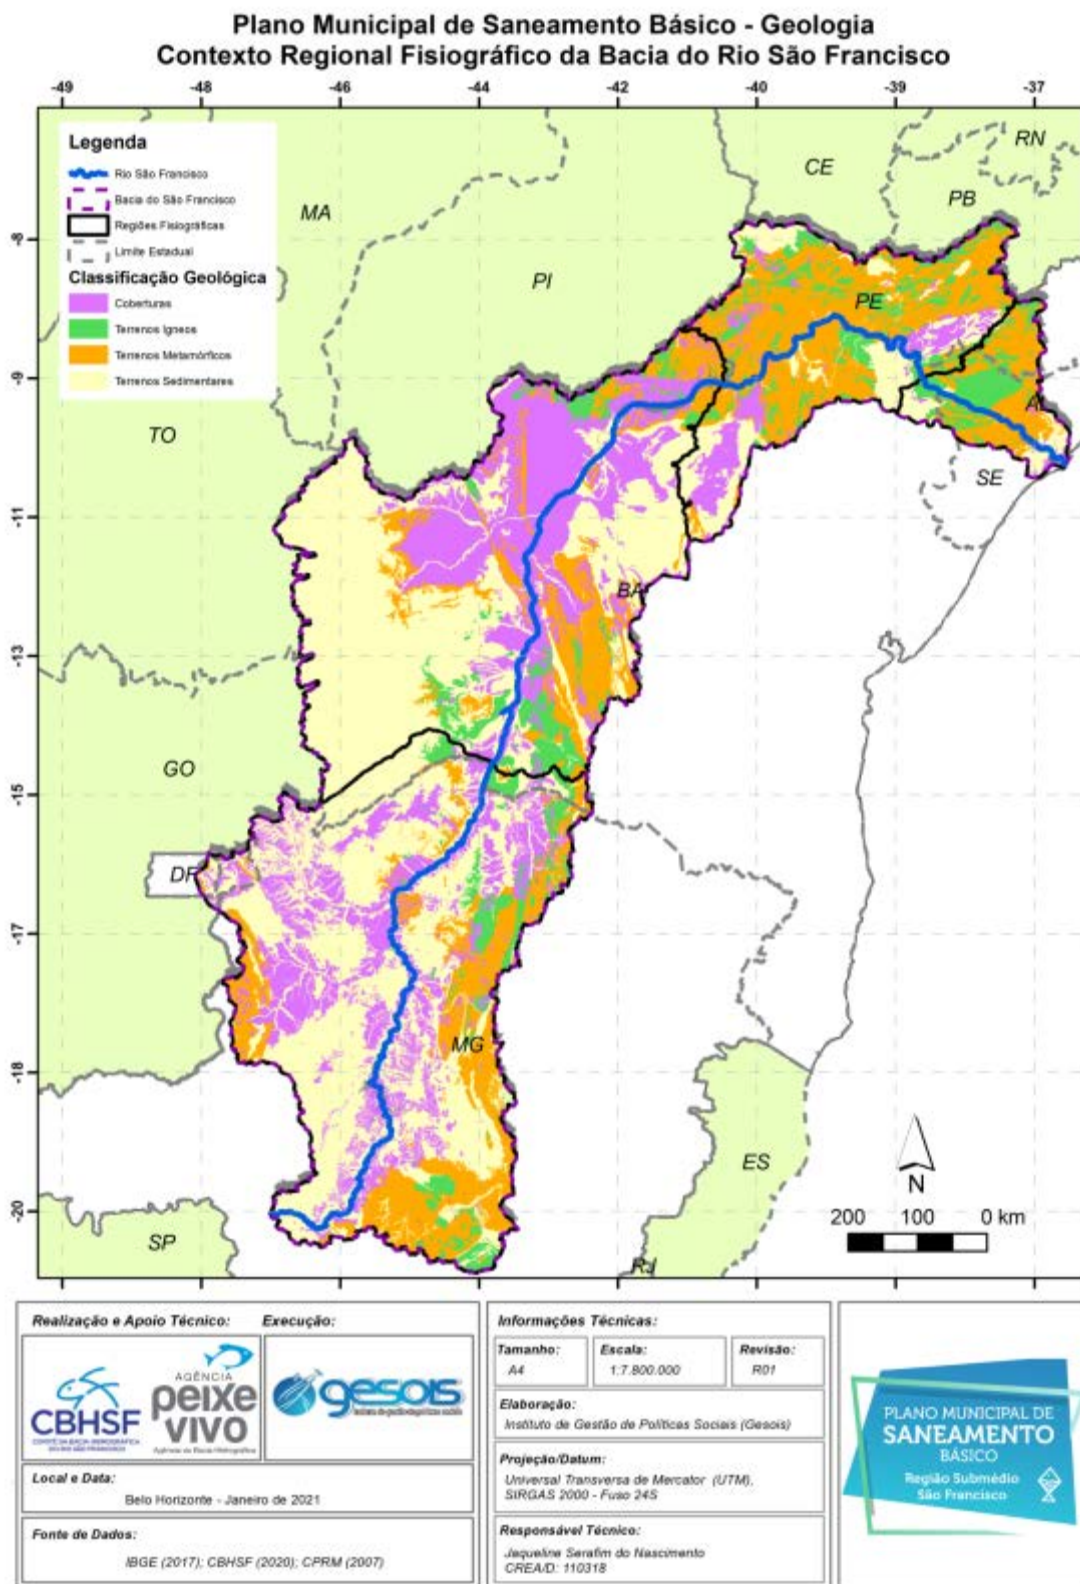 Plano Municipal de Saneamento Básico - Geologia
Contexto Regional Fisiográfico da Bacia do Rio São Francisco
-49 -48 -46 -44 -42 -40 -39 -37
Legenda
Rio São Francisco
Bacia do São Francisco
Regiões Fisiográficas
Limite Estadual
Classificação Geológica
Coberturas
Terrenos Igneos
Terrenos Metamórficos
Terrenos Sedimentares
RN
CE
PB
MA
PI
PE
TO
SE
BA
GO
DF
MG
ES
SP
RJ
-8
-9
-11
-13
-15
-17
-18
-20
N
200 100 0 km
Realização e Apoio Técnico: Execução:
CBHSF
AGÊNCIA
peixe
vivo
Agência de Bacia Hidrográfica
gesois
Local e Data:
Belo Horizonte - Janeiro de 2021
Fonte de Dados:
IBGE (2017); CBHSF (2020); CPRM (2007)
Informações Técnicas:
Tamanho: Escala: Revisão:
A4 1:7.800.000 R01
Elaboração:
Instituto de Gestão de Políticas Sociais (Gesois)
Projeção/Datum:
Universal Transversa de Mercator (UTM),
SIRGAS 2000 - Fuso 24S
Responsável Técnico:
Jaqueline Serafim do Nascimento
CREA/D: 110318
PLANO MUNICIPAL DE
SANEAMENTO
BÁSICO
Região Submédio
São Francisco